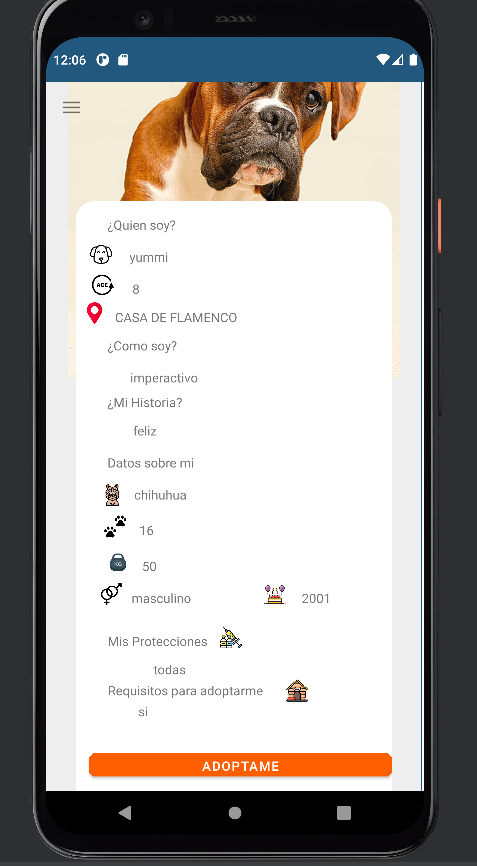 12:06
¿Quien soy?
yummi
AGE
8
CASA DE FLAMENCO
¿Como soy?
imperactivo
¿Mi Historia?
feliz
Datos sobre mi
chihuhua
16
KG
50
masculino 2001
Mis Protecciones
todas
Requisitos para adoptarme
si
ADOPTAME